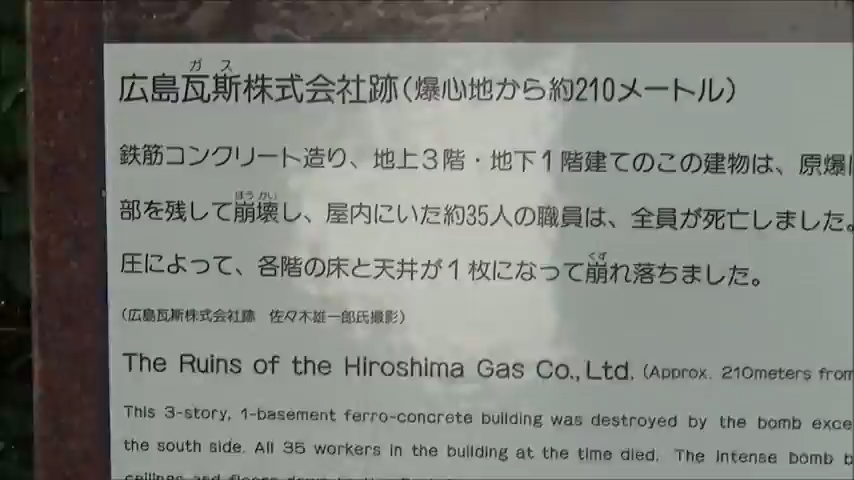 広島瓦斯株式会社跡(爆心地から約210メートル)
鉄筋コンクリート造り、地上3階・地下1階建てのこの建物は、原爆
部を残して崩壊し、屋内にいた約35人の職員は、全員が死亡しました。
圧によって、各階の床と天井が1枚になって崩れ落ちました。
(広島瓦斯株式会社跡 佐々木雄一郎氏撮影)
The Ruins of the Hiroshima Gas Co., Ltd. (Approx. 210meters from
This 3-story, 1-basement ferro-concrete building was destroyed by the bomb exce
the south side. All 35 workers in the building at the time died. The intense bomb b